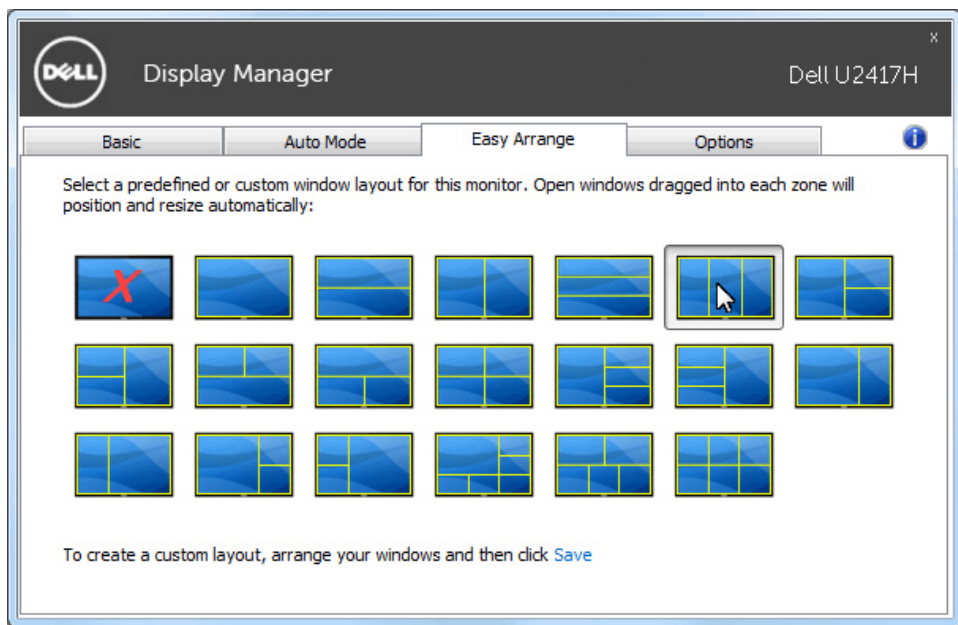 x
DELL
Display Manager
Dell U2417H
Basic
Auto Mode
Easy Arrange
Options
i
Select a predefined or custom window layout for this monitor. Open windows dragged into each zone will
position and resize automatically:
X
To create a custom layout, arrange your windows and then click Save